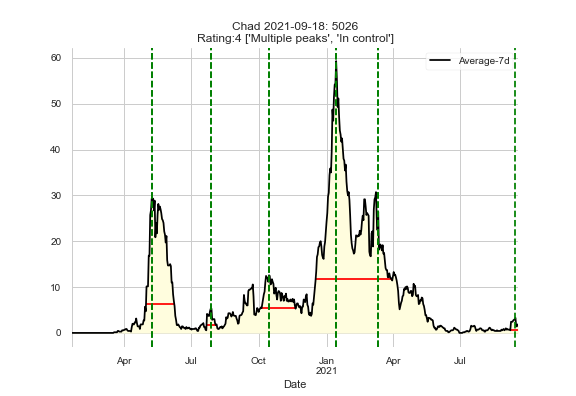 Chad 2021-09-18: 5026
Rating:4 ['Multiple peaks', 'In control']
Average-7d
60
50
40
30
20
10
0
Apr
Jul
Oct
Jan
2021
Apr
Jul
Date